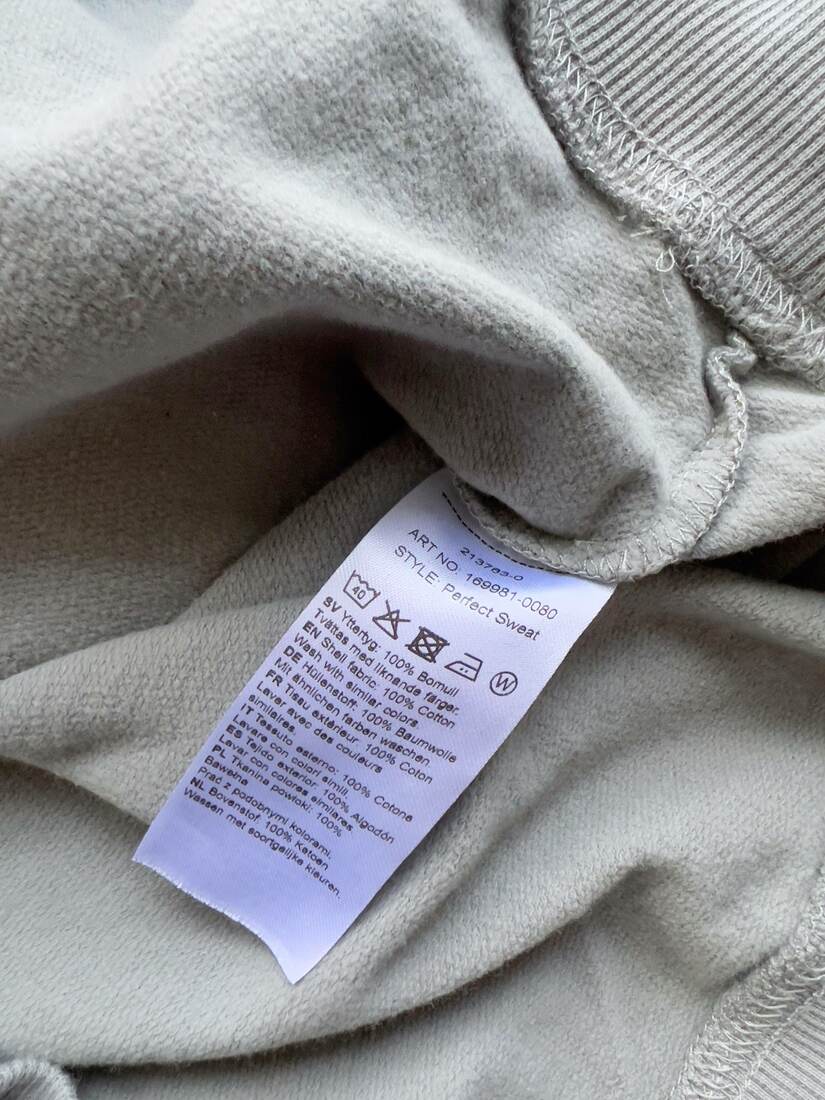 213783-0
ART NO: 169981-0080
STYLE: Perfect Sweat
40 W
SV Yttertyg: 100% Bomull
Tvättas med liknande färger.
EN Shell fabric: 100% Cotton
Wash with similar colors.
DE Hüllenstoff: 100% Baumwolle
Mit ähnlichen farben waschen.
FR Tissu extérieur: 100% Coton
Laver avec des couleurs
similaires.
IT Tessuto esterno: 100% Cotone
Lavare con colori simili.
ES Tejido exterior: 100% Algodón
Lavar con colores similares
PL Tkanina powłoki: 100%
Bawełna
Prać z podobnymi kolorami.
NL Bovenstof: 100% Katoen
Wassen met soortgelijke kleuren.